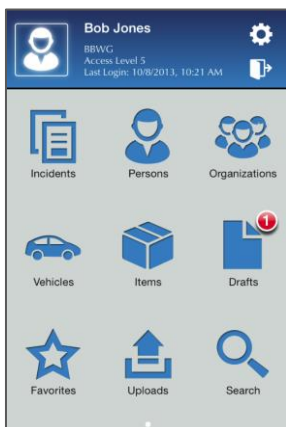 Bob Jones
BBWG
Access Level 5
Last Login: 10/8/2013, 10:21 AM
Incidents
Persons
Organizations
1
Vehicles
Items
Drafts
Favorites
Uploads
Search